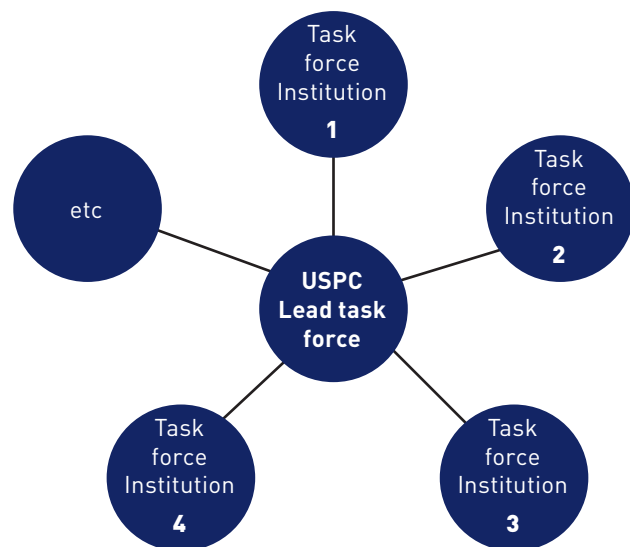 Task
force
Institution
1
etc
Task
force
Institution
2
USPC
Lead task
force
Task
force
Institution
4
Task
force
Institution
3